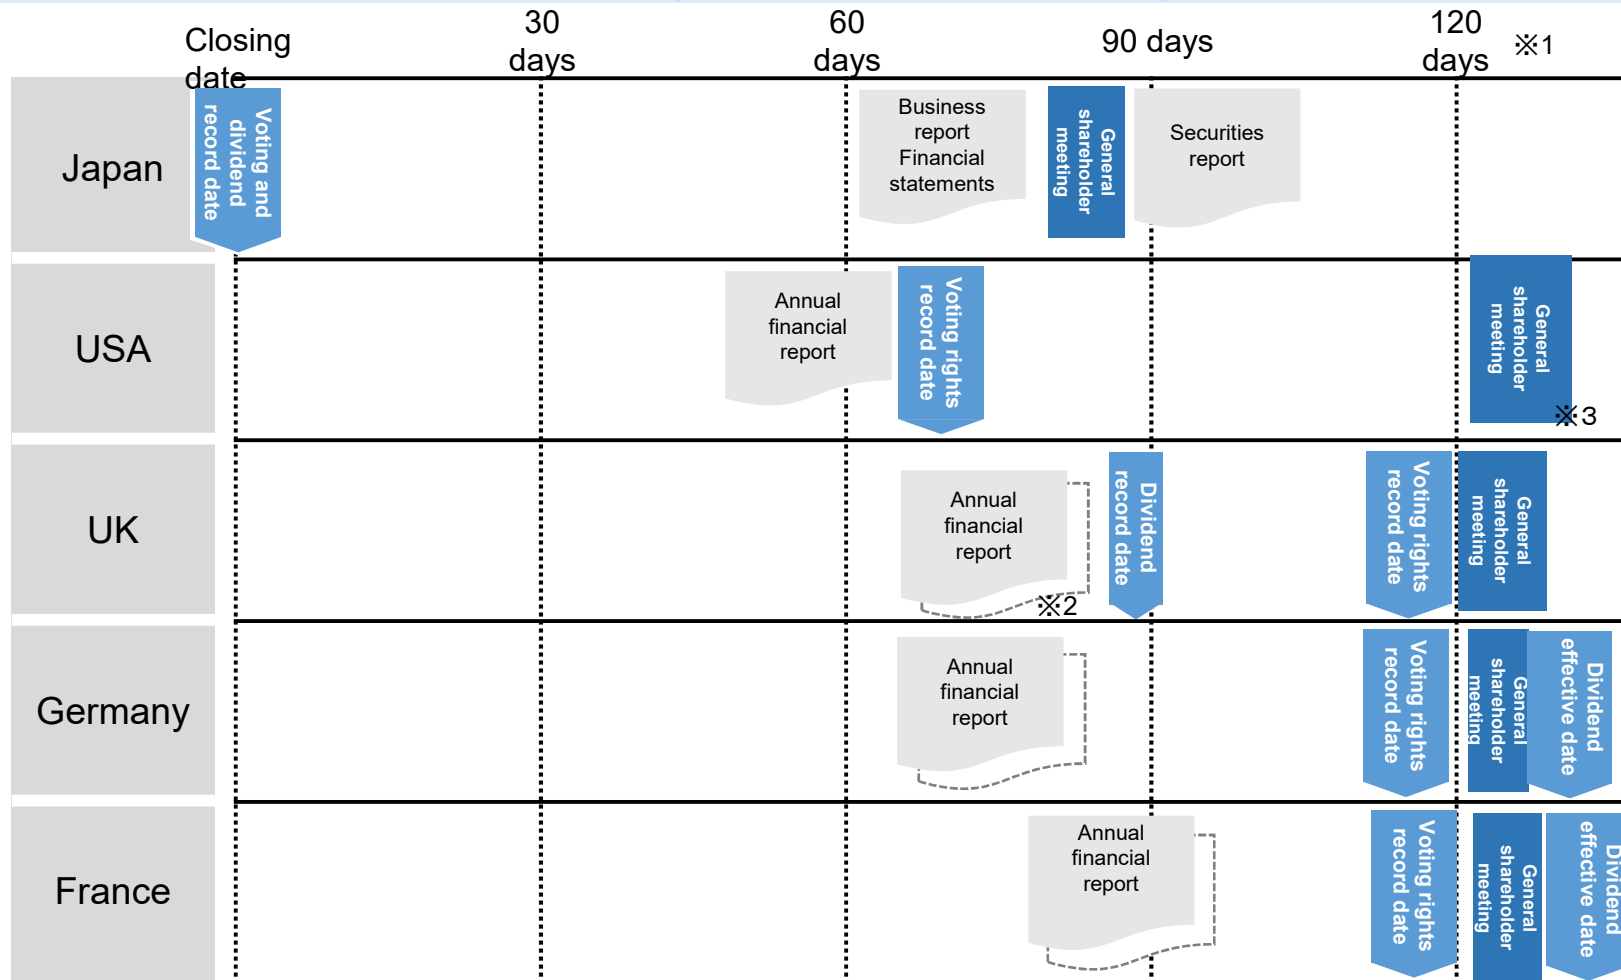 Closing
date
30
days
60
days
90 days
120
days
※1
Japan
Voting and
dividend
record date
Business
report
Financial
statements
General
shareholder
meeting
Securities
report
USA
Annual
financial
report
Voting rights
record date
General
shareholder
meeting
※3
UK
Annual
financial
report
※2
Dividend
record date
Voting rights
record date
General
shareholder
meeting
Germany
Annual
financial
report
Voting rights
record date
General
shareholder
meeting
Dividend
effective date
France
Annual
financial
report
Voting rights
record date
General
shareholder
meeting
Dividend
effective date